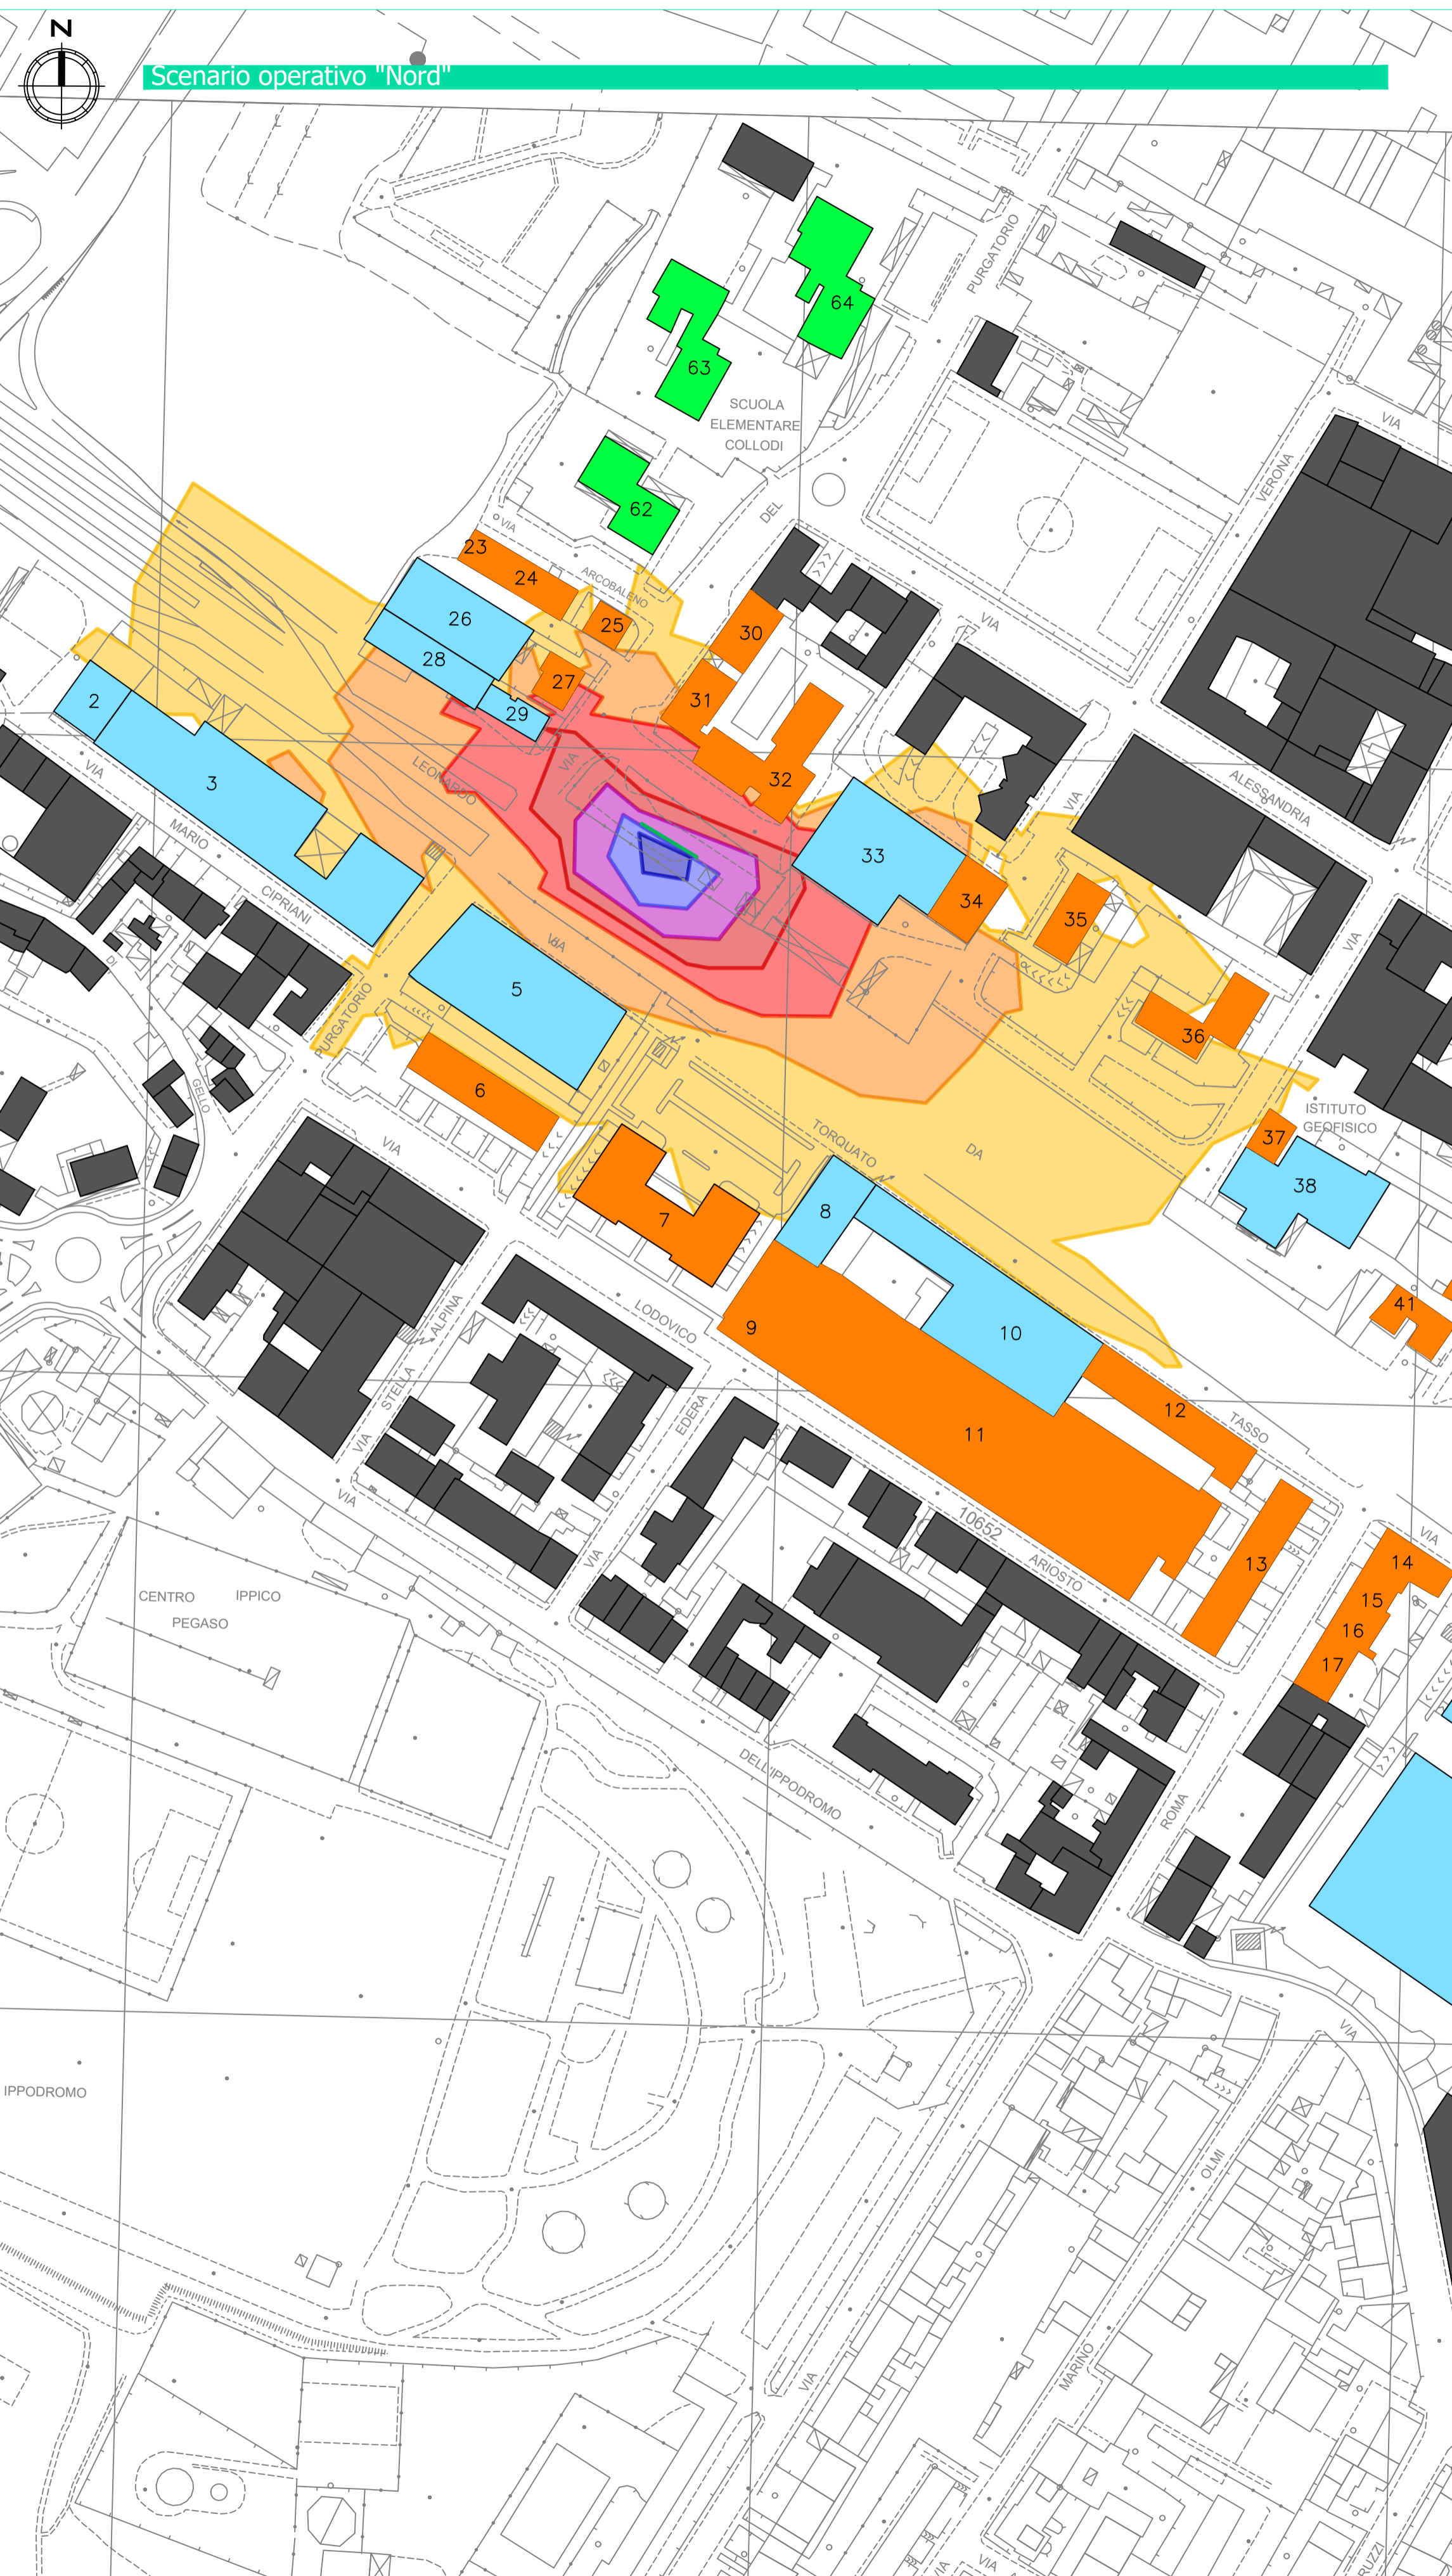 N
Scenario operativo "Nord"
PURGATORIO
64
63
SCUOLA
ELEMENTARE
COLLODI
VIA
VERONA
62
VIA
DEL
23
24
ARCOBALENO
26
25
30
VIA
28
27
31
2
29
VIA
LEONARDO
VIA
32
3
ALESSANDRIA
VIA
MARIO
33
CIPRIANI
34
35
VIA
VIA
5
PURGATORIO
36
GELLO
6
ISTITUTO
GEOFISICO
VIA
TORQUATO
DA
37
38
8
7
ALPINA
LODOVICO
9
10
41
STELLA
EDERA
12
VIA
11
TASSO
VIA
10652
VIA
ARIOSTO
13
14
VIA
CENTRO IPPICO
PEGASO
15
16
17
DELL'IPPODROMO
ROMA
VIA
IPPODROMO
OLMI
MARINO
VIA
VIA
VIA